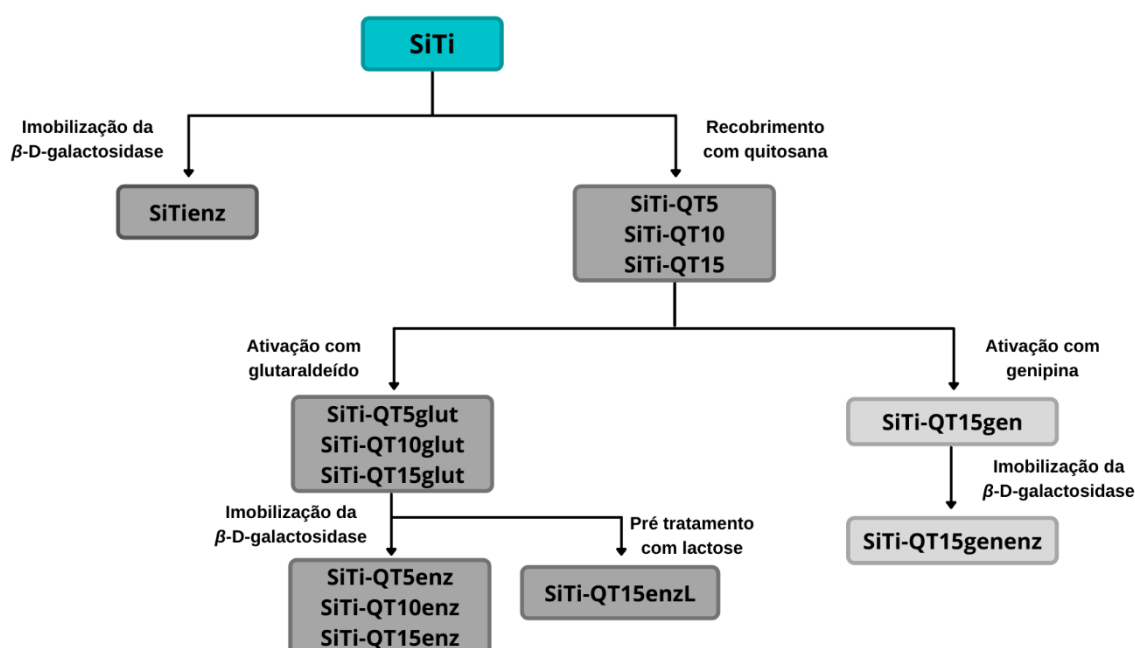 SiTi
Imobilização da
β-D-galactosidase
Recobrimento
com quitosana
SiTienz
SiTi-QT5
SiTi-QT10
SiTi-QT15
Ativação com
glutaraldeído
Ativação com
genipina
SiTi-QT5glut
SiTi-QT10glut
SiTi-QT15glut
SiTi-QT15gen
Imobilização da
β-D-galactosidase
Imobilização da
β-D-galactosidase
Pré tratamento
com lactose
SiTi-QT15genenz
SiTi-QT5enz
SiTi-QT10enz
SiTi-QT15enz
SiTi-QT15enzL